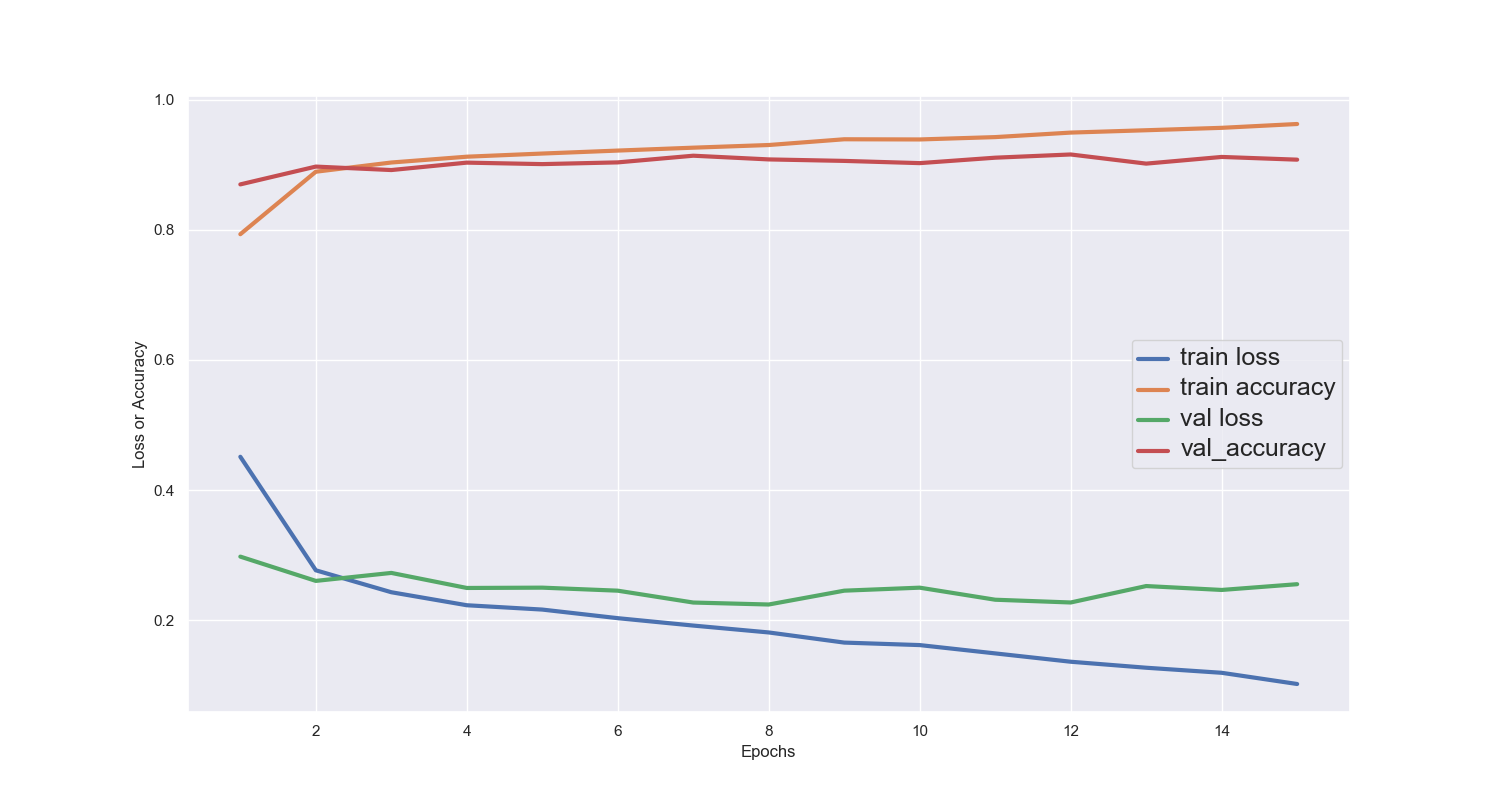 1.0
0.8
0.6
0.4
0.2
Loss or Accuracy
train loss
train accuracy
val loss
val_accuracy
2 4 6 8 10 12 14
Epochs